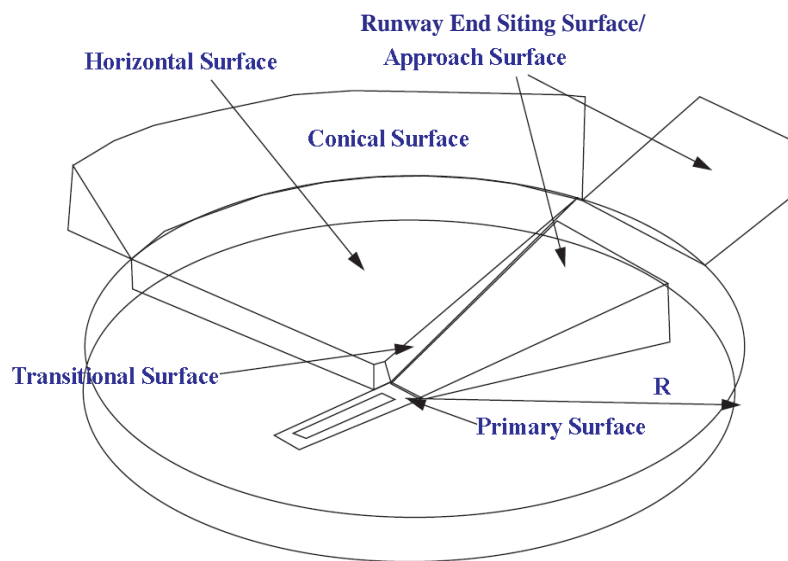 Runway End Siting Surface/
Approach Surface
Horizontal Surface
Conical Surface
Transitional Surface
R
Primary Surface